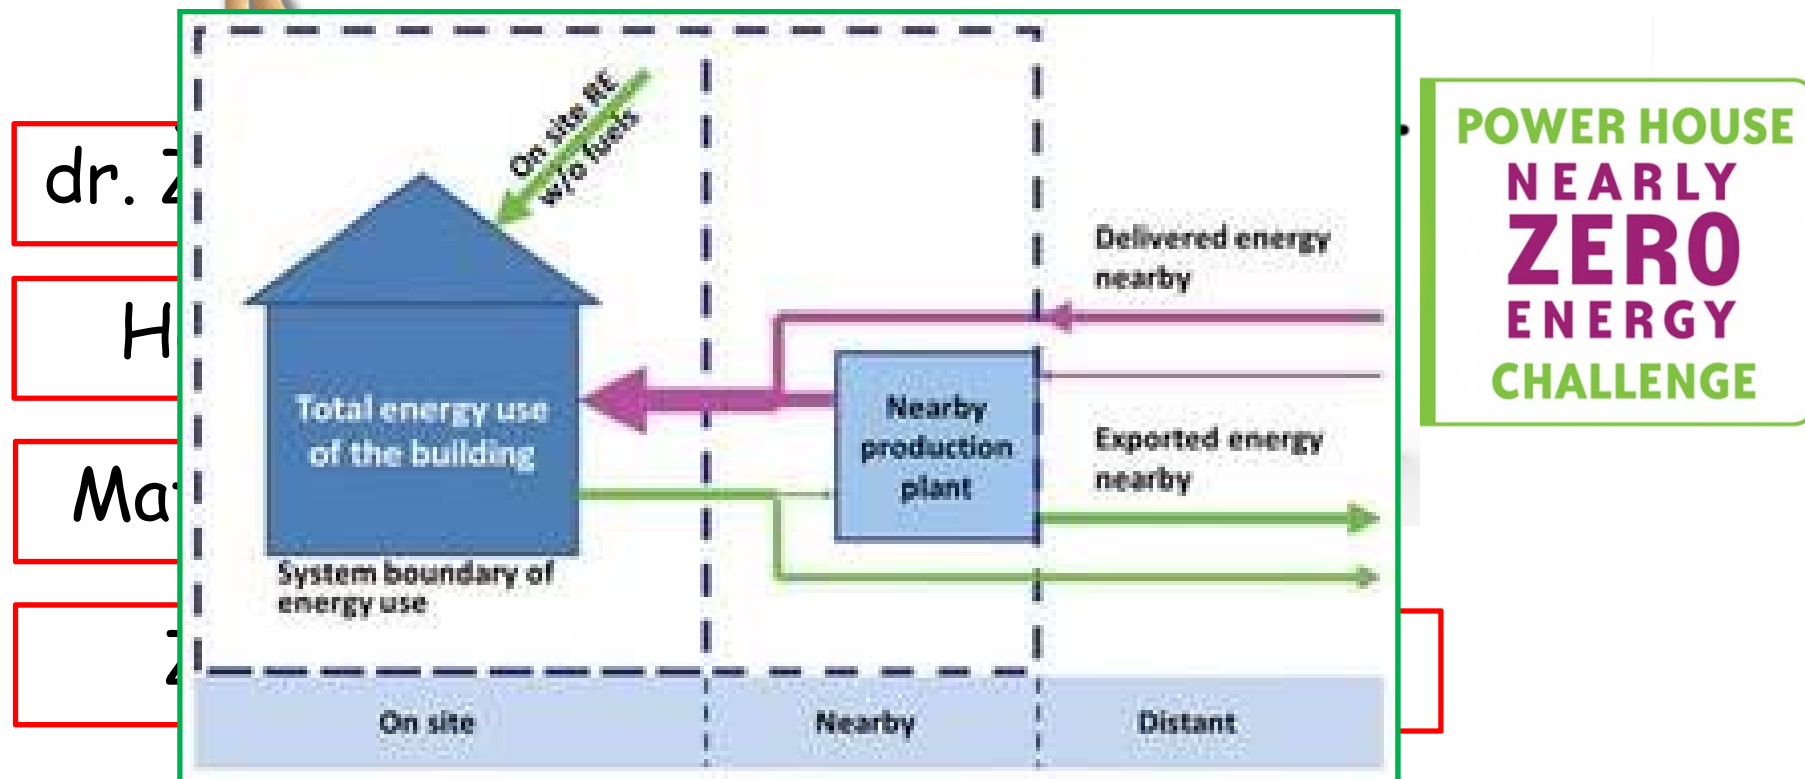 dr.
On site RE
w/o fuels
Total energy use
of the building
System boundary of
energy use
Nearby
production
plant
Delivered energy
nearby
Exported energy
nearby
On site
Nearby
Distant
POWER HOUSE
NEARLY
ZERO
ENERGY
CHALLENGE